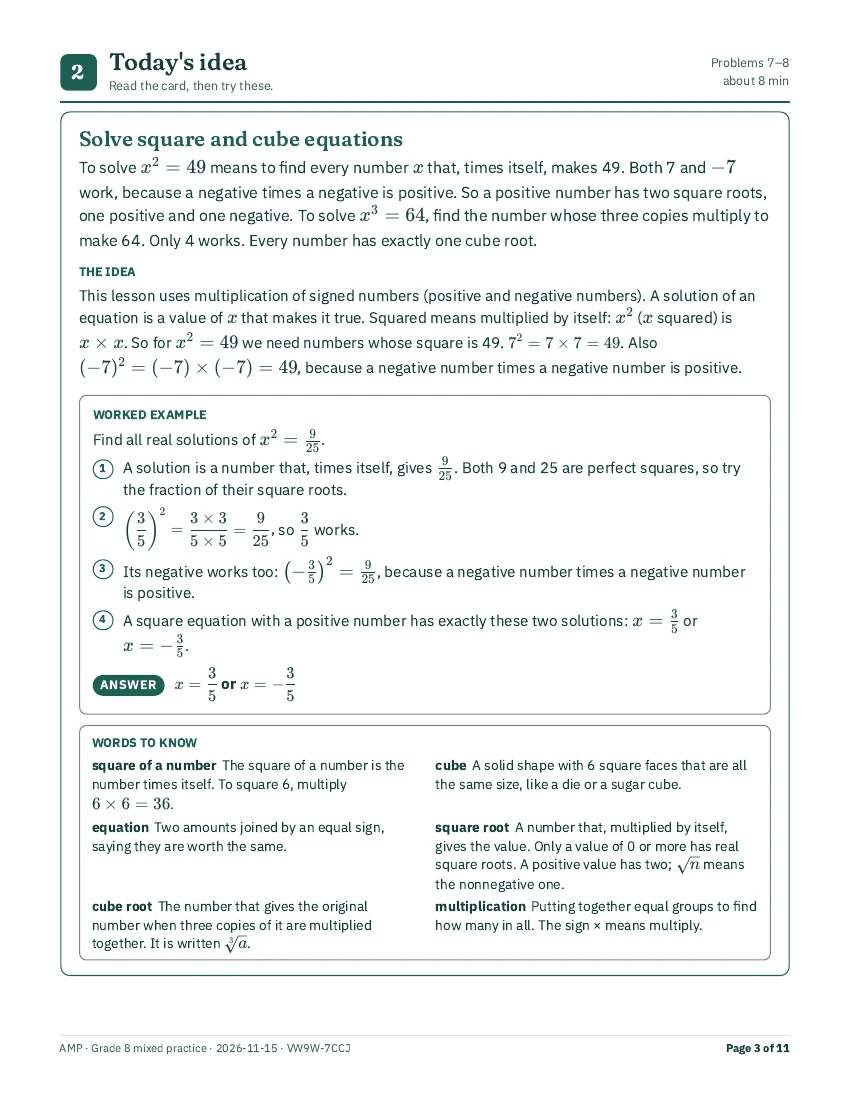 2
Today's idea
Read the card, then try these.
Problems 7–8
about 8 min
Solve square and cube equations
To solve x² = 49 means to find every number x that, times itself, makes 49. Both 7 and −7
work, because a negative times a negative is positive. So a positive number has two square roots,
one positive and one negative. To solve x³ = 64, find the number whose three copies multiply to
make 64. Only 4 works. Every number has exactly one cube root.
THE IDEA
This lesson uses multiplication of signed numbers (positive and negative numbers). A solution of an
equation is a value of x that makes it true. Squared means multiplied by itself: x² (x squared) is
x × x. So for x² = 49 we need numbers whose square is 49. 7² = 7 × 7 = 49. Also
(−7)² = (−7) × (−7) = 49, because a negative number times a negative number is positive.
WORKED EXAMPLE
Find all real solutions of x² = 9/25.
1 A solution is a number that, times itself, gives 9/25. Both 9 and 25 are perfect squares, so try
the fraction of their square roots.
2 (3/5)² = (3 × 3)/(5 × 5) = 9/25, so 3/5 works.
3 Its negative works too: (−3/5)² = 9/25, because a negative number times a negative number
is positive.
4 A square equation with a positive number has exactly these two solutions: x = 3/5 or
x = −3/5.
ANSWER x = 3/5 or x = −3/5
WORDS TO KNOW
square of a number The square of a number is the
number times itself. To square 6, multiply
6 × 6 = 36.
cube A solid shape with 6 square faces that are all
the same size, like a die or a sugar cube.
equation Two amounts joined by an equal sign,
saying they are worth the same.
square root A number that, multiplied by itself,
gives the value. Only a value of 0 or more has real
square roots. A positive value has two; √n means
the nonnegative one.
cube root The number that gives the original
number when three copies of it are multiplied
together. It is written ∛a.
multiplication Putting together equal groups to find
how many in all. The sign × means multiply.
AMP · Grade 8 mixed practice · 2026-11-15 · VW9W-7CCJ
Page 3 of 11